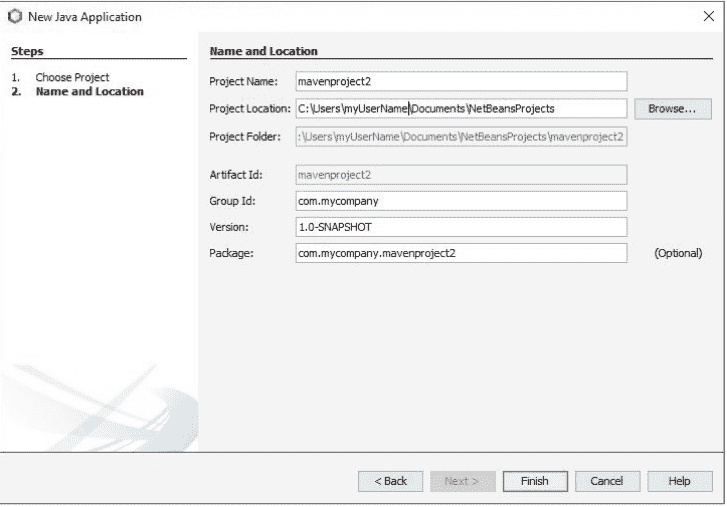 New Java Application
Steps
1. Choose Project
2. Name and Location
Name and Location
Project Name: mavenproject2
Project Location: C:\Users\myUserName\Documents\NetBeansProjects Browse...
Project Folder: :\Users\myUserName\Documents\NetBeansProjects\mavenproject2
Artifact Id: mavenproject2
Group Id: com.mycompany
Version: 1.0-SNAPSHOT
Package: com.mycompany.mavenproject2 (Optional)
< Back Next > Finish Cancel Help